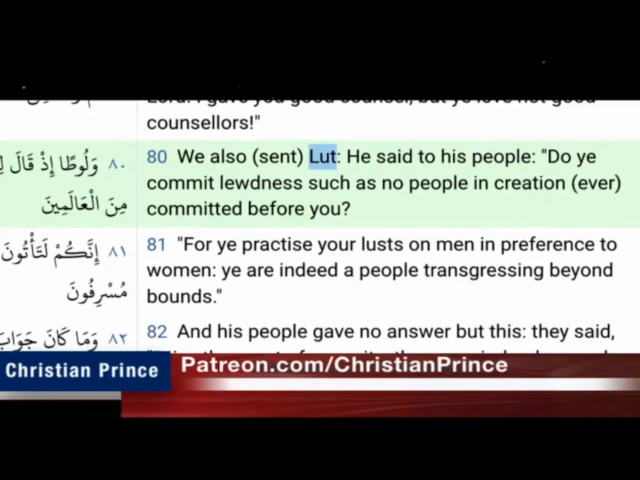 counsellors!"
80 We also (sent) Lut: He said to his people: "Do ye
commit lewdness such as no people in creation (ever)
committed before you?
٨٠ وَلُوطًا إِذْ قَالَ
مِنَ الْعَالَمِينَ
81 "For ye practise your lusts on men in preference to
women: ye are indeed a people transgressing beyond
bounds."
٨١ إِنَّكُمْ لَتَأْتُونَ
مُسْرِفُونَ
82 And his people gave no answer but this: they said,
٨٢ وَمَا كَانَ جَوَابَ
Christian Prince
Patreon.com/ChristianPrince